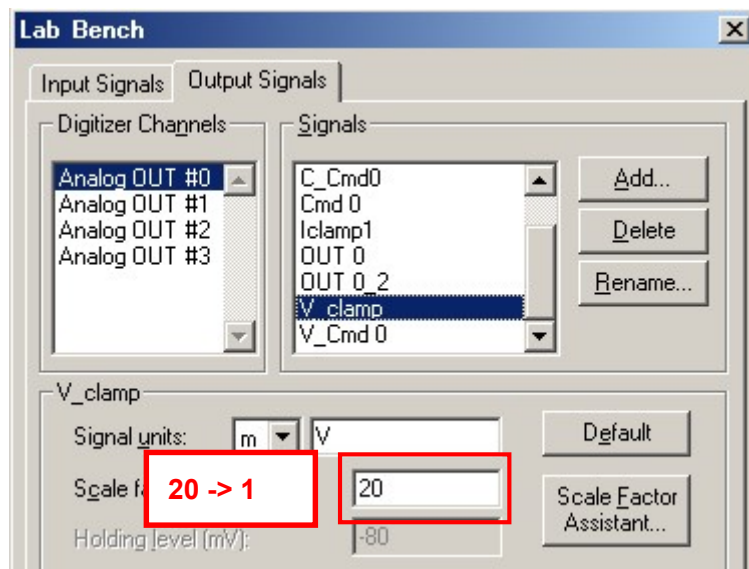 Lab Bench
Input Signals Output Signals
Digitizer Channels
Analog OUT #0
Analog OUT #1
Analog OUT #2
Analog OUT #3
Signals
C_Cmd0
Cmd 0
Iclamp1
OUT 0
OUT 0_2
V_clamp
V_Cmd 0
Add...
Delete
Rename...
V_clamp
Signal units: m V
Default
Scale f
20 -> 1
20
Scale Factor
Assistant...
Holding level (mV): -80